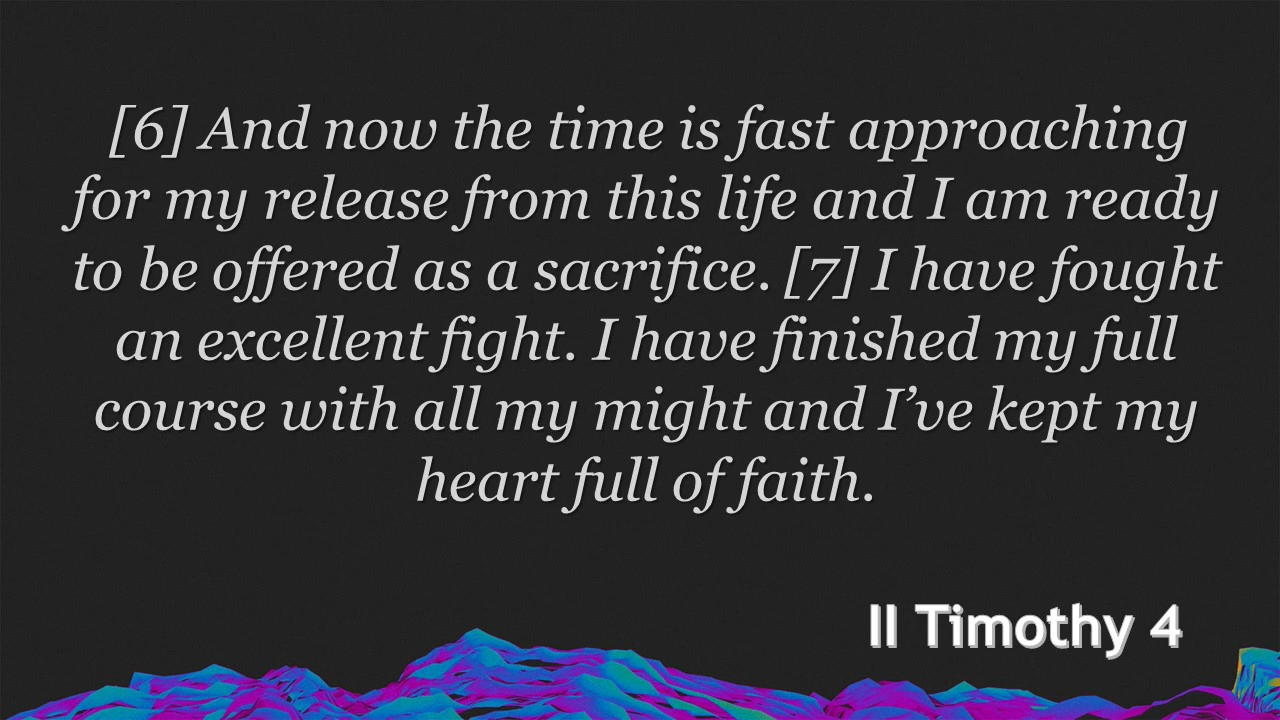 [6] And now the time is fast approaching
for my release from this life and I am ready
to be offered as a sacrifice. [7] I have fought
an excellent fight. I have finished my full
course with all my might and I’ve kept my
heart full of faith.
II Timothy 4